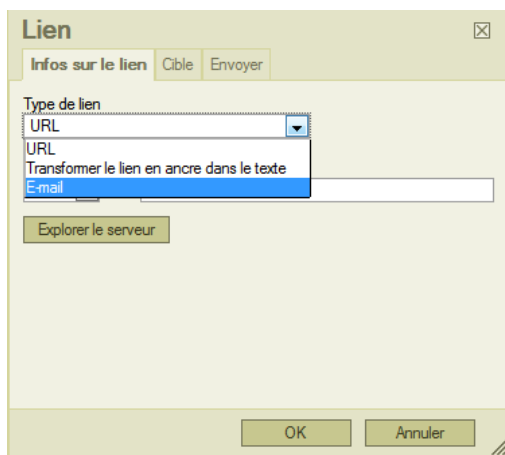 Lien
Infos sur le lien Cible Envoyer
Type de lien
URL
URL
Transformer le lien en ancre dans le texte
E-mail
Explorer le serveur
OK Annuler